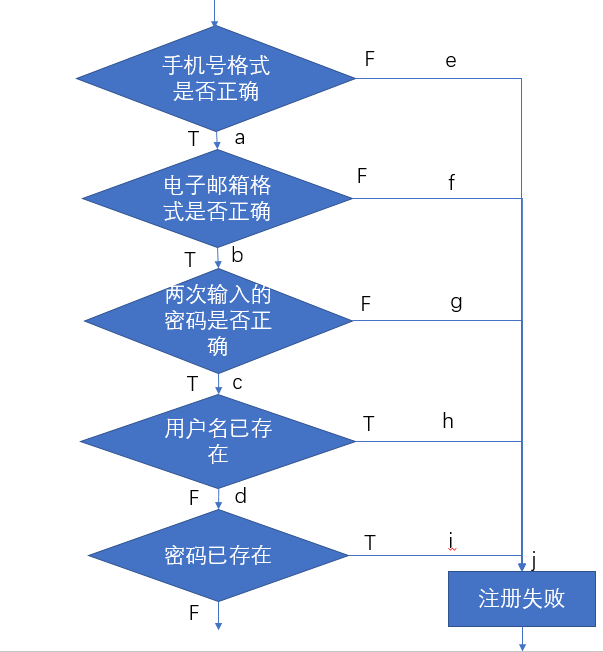 手机号格式
是否正确
F
e
T
a
电子邮箱格
式是否正确
F
f
T
b
两次输入的
密码是否正
确
F
g
T
c
用户名已存
在
T
h
F
d
密码已存在
T
i
j
F
注册失败